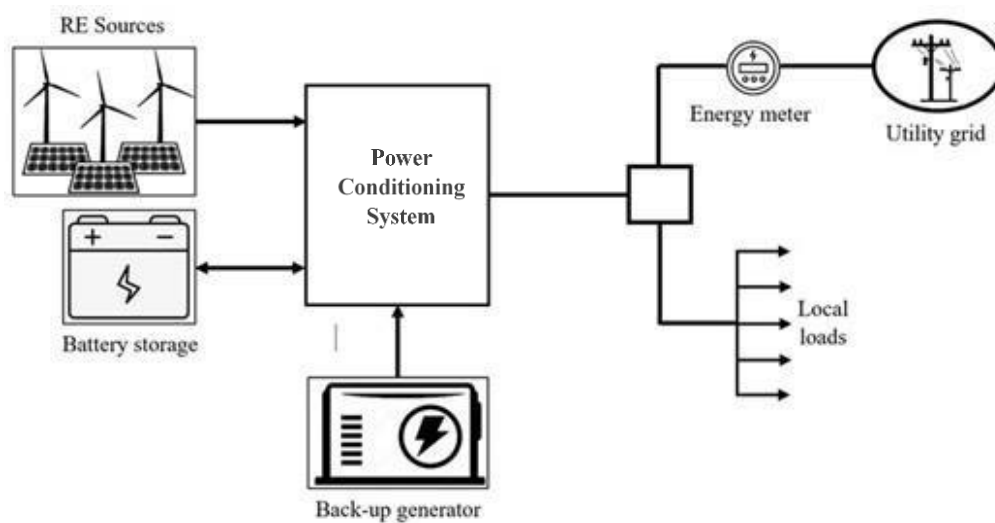 RE Sources
Power
Conditioning
System
Energy meter
Utility grid
Battery storage
Local
loads
Back-up generator